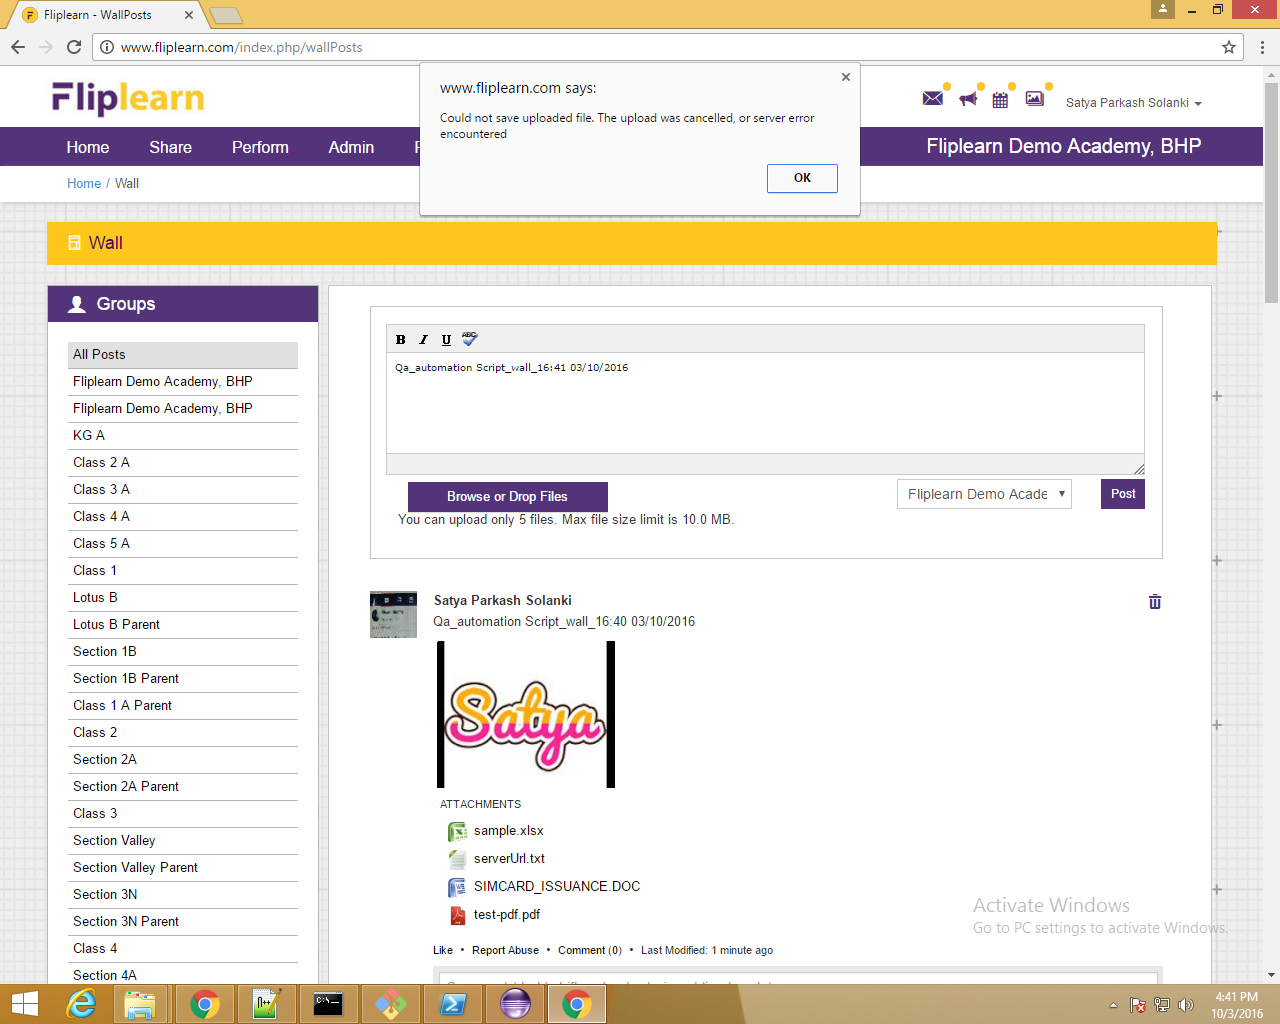 Fliplearn - WallPosts
www.fliplearn.com/index.php/wallPosts
www.fliplearn.com says:
Could not save uploaded file. The upload was cancelled, or server error
encountered
OK
Fliplearn
Satya Parkash Solanki
Home Share Perform Admin
Fliplearn Demo Academy, BHP
Home / Wall
Wall
Groups
All Posts
Fliplearn Demo Academy, BHP
Fliplearn Demo Academy, BHP
KG A
Class 2 A
Class 3 A
Class 4 A
Class 5 A
Class 1
Lotus B
Lotus B Parent
Section 1B
Section 1B Parent
Class 1 A Parent
Class 2
Section 2A
Section 2A Parent
Class 3
Section Valley
Section Valley Parent
Section 3N
Section 3N Parent
Class 4
Section 4A
B I U ABC
Qa_automation Script_wall_16:41 03/10/2016
Browse or Drop Files
Fliplearn Demo Acade
Post
You can upload only 5 files. Max file size limit is 10.0 MB.
Satya Parkash Solanki
Qa_automation Script_wall_16:40 03/10/2016
Satya
ATTACHMENTS
sample.xlsx
serverUrl.txt
SIMCARD_ISSUANCE.DOC
test-pdf.pdf
Like • Report Abuse • Comment (0) • Last Modified: 1 minute ago
Activate Windows
Go to PC settings to activate Windows.
4:41 PM
10/3/2016